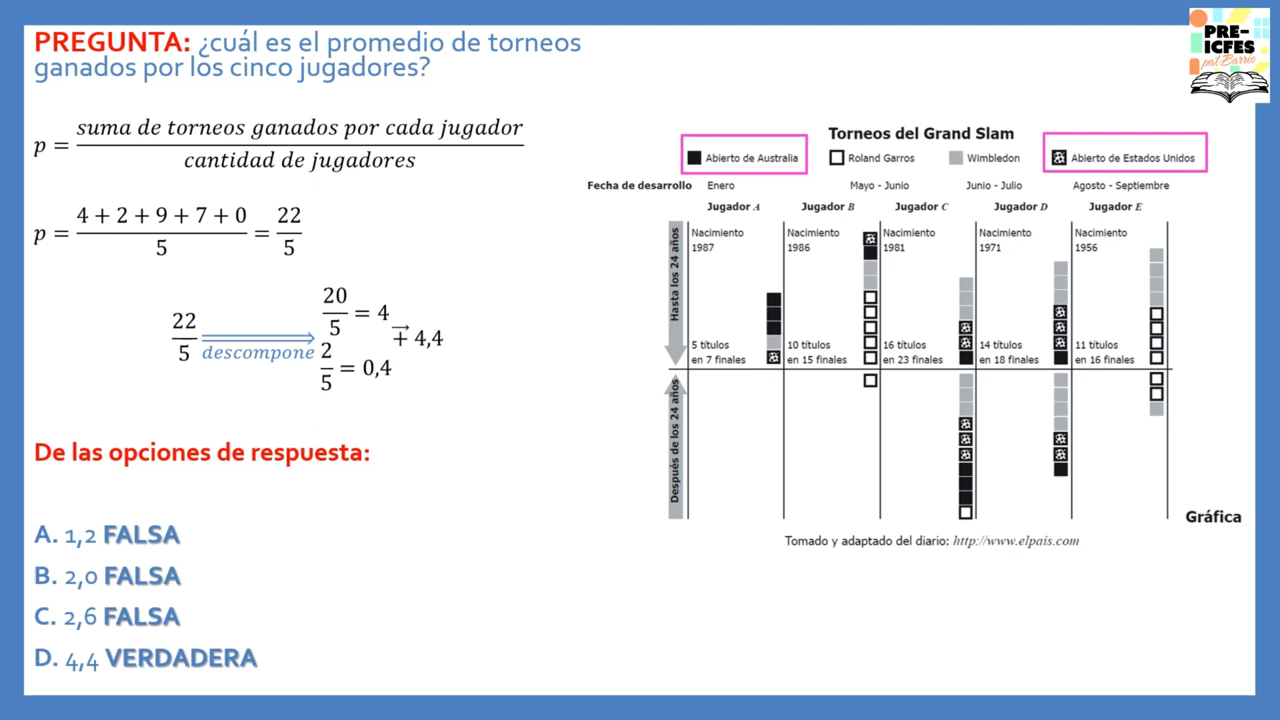 PREGUNTA: ¿cuál es el promedio de torneos
ganados por los cinco jugadores?
PRE-
ICFES
pal Barrio
p = suma de torneos ganados por cada jugador / cantidad de jugadores
p = 4 + 2 + 9 + 7 + 0 / 5 = 22 / 5
22 / 5 descompone 20 / 5 = 4
2 / 5 = 0,4
+ 4,4
De las opciones de respuesta:
A. 1,2 FALSA
B. 2,0 FALSA
C. 2,6 FALSA
D. 4,4 VERDADERA
Torneos del Grand Slam
Abierto de Australia Roland Garros Wimbledon Abierto de Estados Unidos
Fecha de desarrollo Enero Mayo - Junio Junio - Julio Agosto - Septiembre
Jugador A Jugador B Jugador C Jugador D Jugador E
Hasta los 24 años
Nacimiento Nacimiento Nacimiento Nacimiento Nacimiento
1987 1986 1981 1971 1956
5 títulos 10 títulos 16 títulos 14 títulos 11 títulos
en 7 finales en 15 finales en 23 finales en 18 finales en 16 finales
Después de los 24 años
Gráfica
Tomado y adaptado del diario: http://www.elpais.com